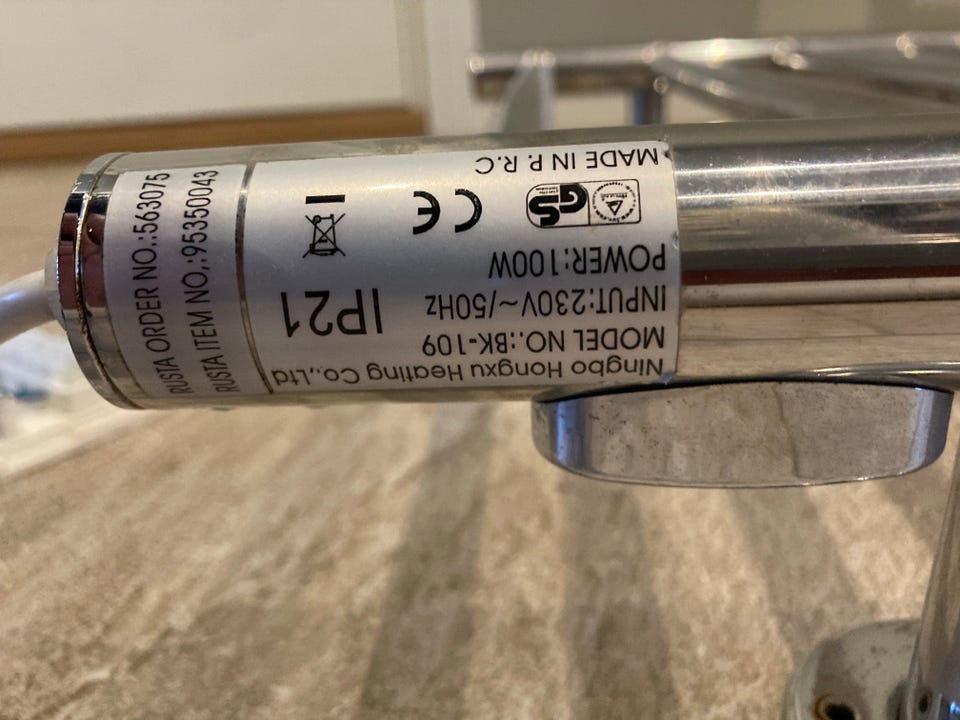 Ningbo Hongxu Heating Co.,Ltd
MODEL NO.:BK-109
INPUT:230V~/50Hz
POWER:100W
IP21
GS
CE
MADE IN P.R.C
RUSTA ORDER NO.:563075
RUSTA ITEM NO,:95350043